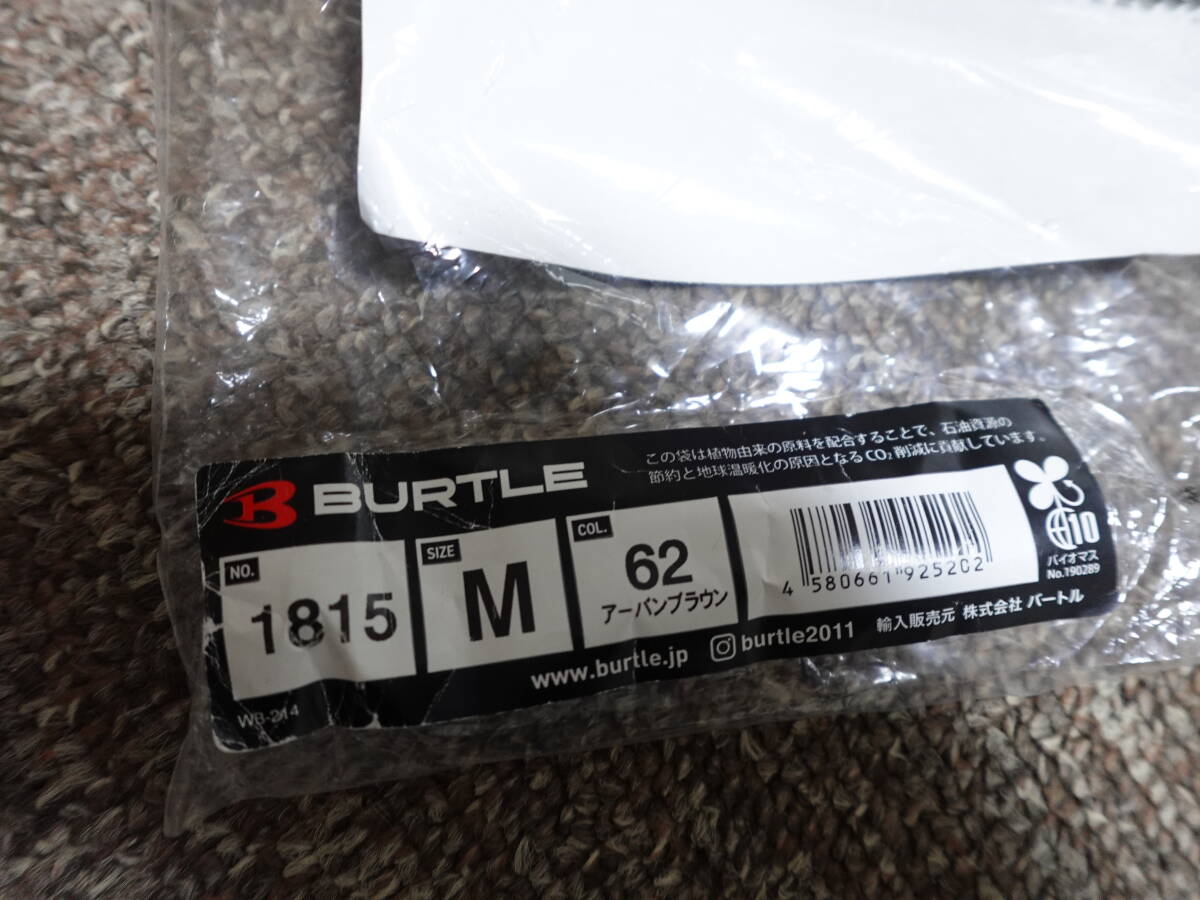 BURTLE
この袋は植物由来の原料を配合することで、石油資源の
節約と地球温暖化の原因となるCO₂削減に貢献しています。
NO.
1815
SIZE
M
COL.
62
アーバンブラウン
4 580661 925202
10
バイオマス
No.190289
www.burtle.jp burtle2011 輸入販売元 株式会社 バートル
WB-214